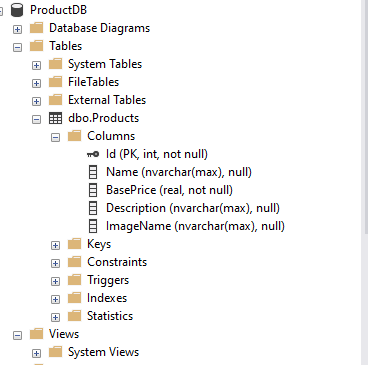 ProductDB
Database Diagrams
Tables
System Tables
FileTables
External Tables
dbo.Products
Columns
Id (PK, int, not null)
Name (nvarchar(max), null)
BasePrice (real, not null)
Description (nvarchar(max), null)
ImageName (nvarchar(max), null)
Keys
Constraints
Triggers
Indexes
Statistics
Views
System Views